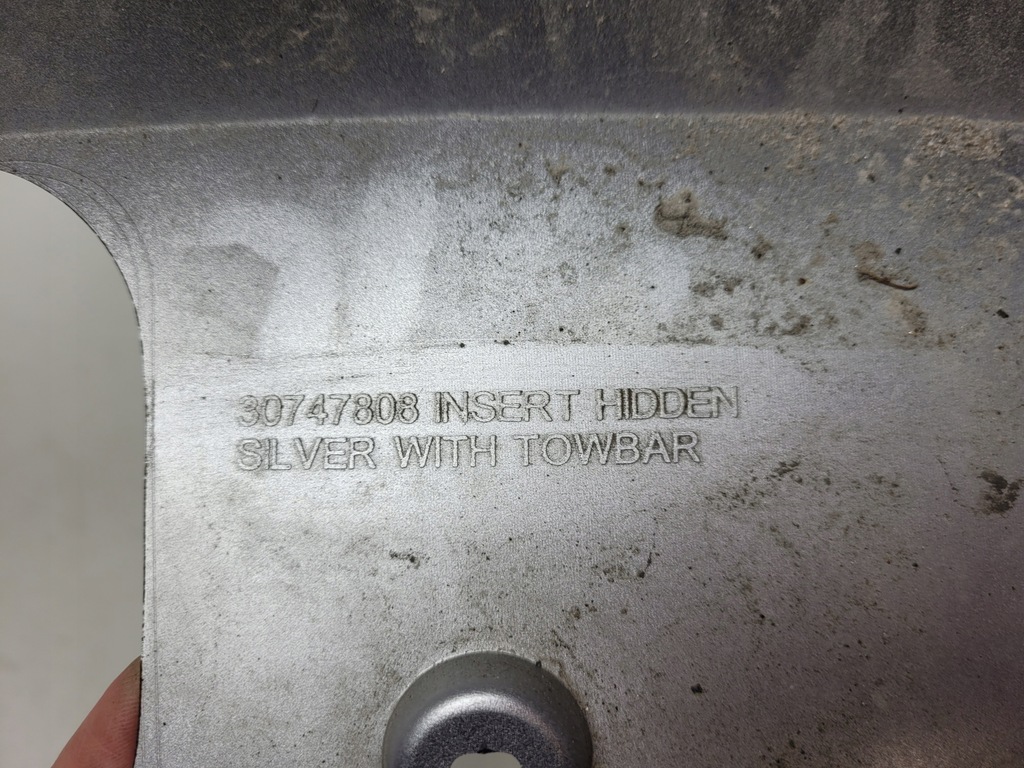 30747808 INSERT HIDDEN
SILVER WITH TOWBAR